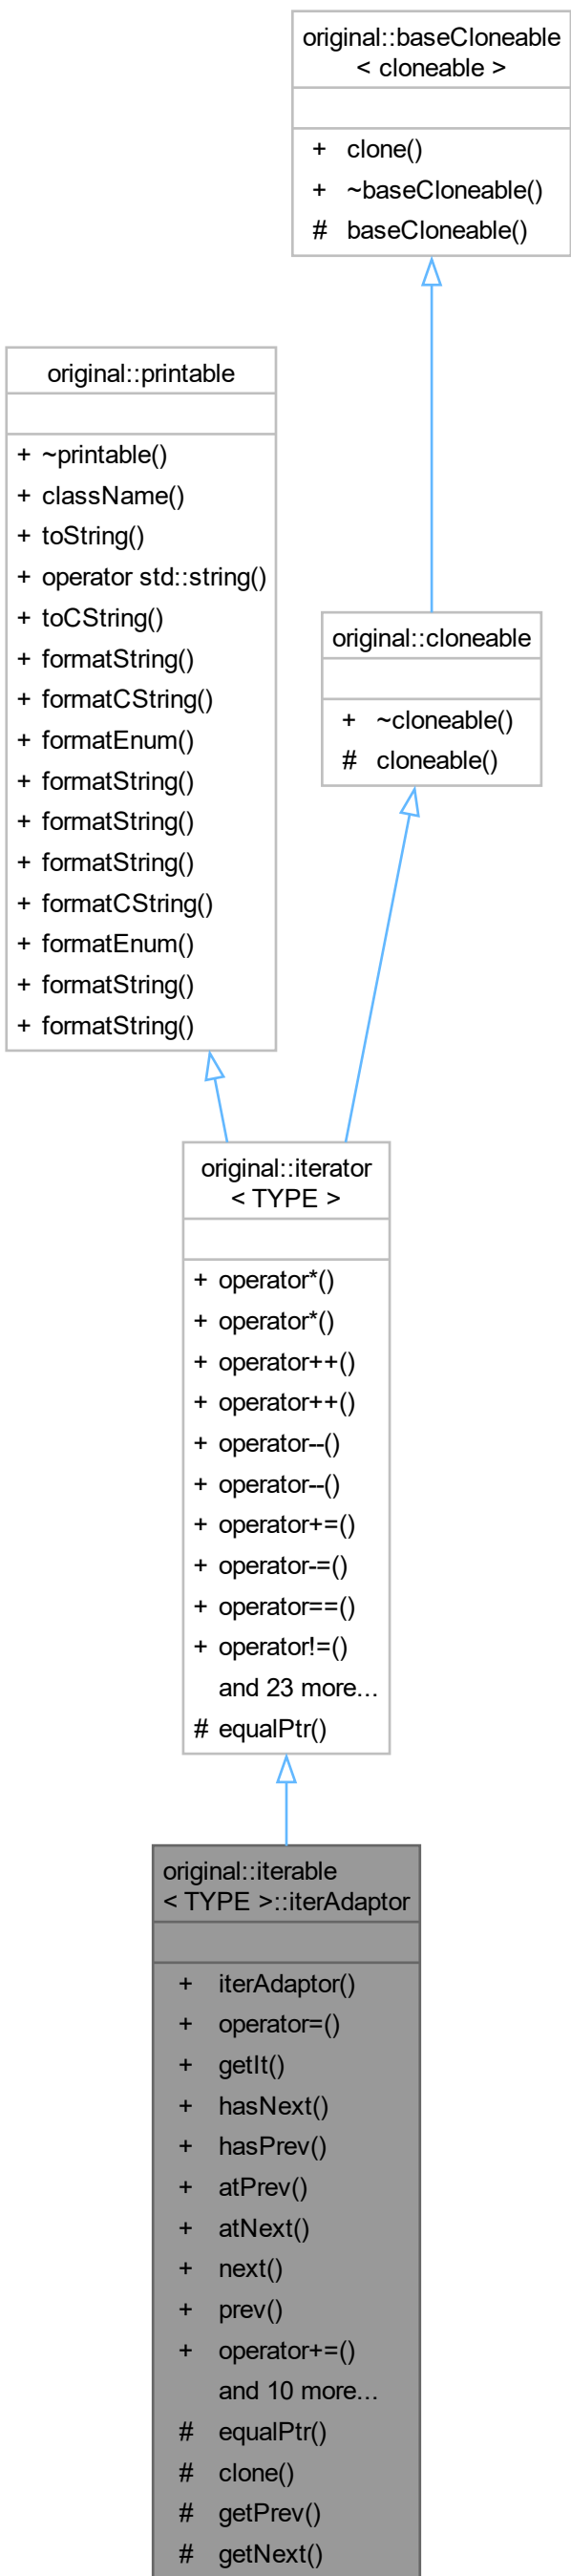 original::baseCloneable
< cloneable >
+ clone()
+ ~baseCloneable()
# baseCloneable()
original::printable
+ ~printable()
+ className()
+ toString()
+ operator std::string()
+ toCString()
+ formatString()
+ formatCString()
+ formatEnum()
+ formatString()
+ formatString()
+ formatString()
+ formatCString()
+ formatEnum()
+ formatString()
+ formatString()
original::cloneable
+ ~cloneable()
# cloneable()
original::iterator
< TYPE >
+ operator*()
+ operator*()
+ operator++()
+ operator++()
+ operator--()
+ operator--()
+ operator+=()
+ operator-=()
+ operator==()
+ operator!=()
and 23 more...
# equalPtr()
original::iterable
< TYPE >::iterAdaptor
+ iterAdaptor()
+ operator=()
+ getIt()
+ hasNext()
+ hasPrev()
+ atPrev()
+ atNext()
+ next()
+ prev()
+ operator+=()
and 10 more...
# equalPtr()
# clone()
# getPrev()
# getNext()